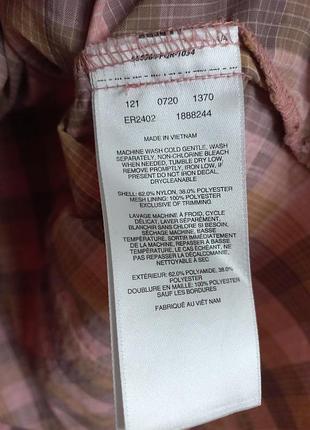 121 0720 1370
ER2402 1888244
MADE IN VIETNAM
MACHINE WASH COLD GENTLE, WASH
SEPARATELY, NON-CHLORINE BLEACH
WHEN NEEDED, TUMBLE DRY LOW,
REMOVE PROMPTLY, IRON LOW, IF
NEEDED DO NOT IRON DECAL,
DRYCLEANABLE
SHELL: 62.0% NYLON, 38.0% POLYESTER
MESH LINING: 100% POLYESTER
EXCLUSIVE OF TRIMMING
LAVAGE MACHINE À FROID, CYCLE
DÉLICAT, LAVER SÉPARÉMENT,
BLANCHIR SANS CHLORE SI BESOIN,
SÈCHAGE MACHINE, BASSE
TEMPÉRATURE, SORTIR IMMÉDIATEMENT
DE LA MACHINE, REPASSER À BASSE
TEMPÉRATURE, LE CAS ÉCHÉANT, NE
PAS REPASSER LA DÉCALCOMANIE,
NETTOYABLE À SEC
EXTÉRIEUR: 62.0% POLYAMIDE, 38.0%
POLYESTER
DOUBLURE EN MAILLE: 100% POLYESTER
SAUF LES BORDURES
FABRIQUÉ AU VIÊT NAM